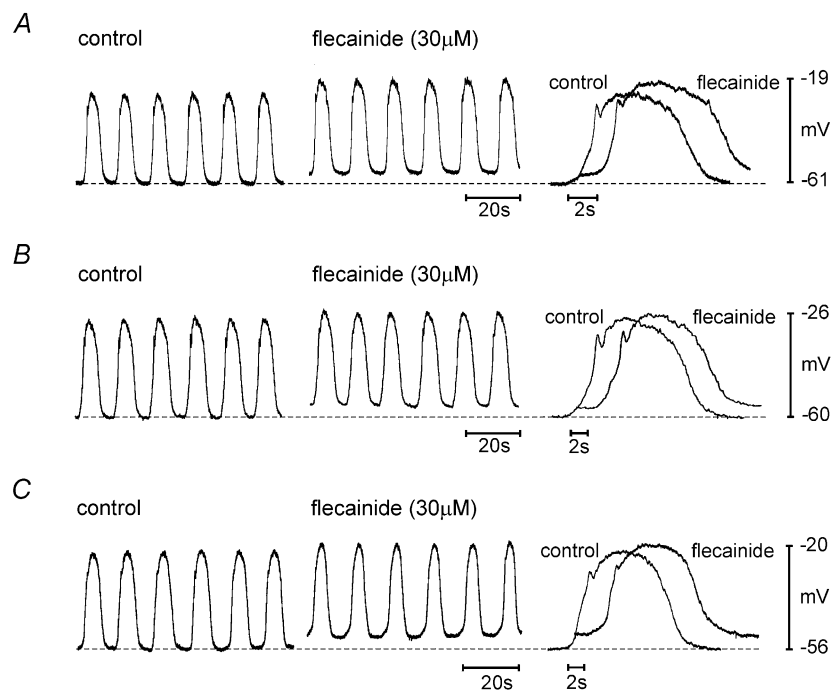 A
control
flecainide (30μM)
control
flecainide
-19
mV
-61
20s
2s
B
control
flecainide (30μM)
control
flecainide
-26
mV
-60
20s
2s
C
control
flecainide (30μM)
control
flecainide
-20
mV
-56
20s
2s